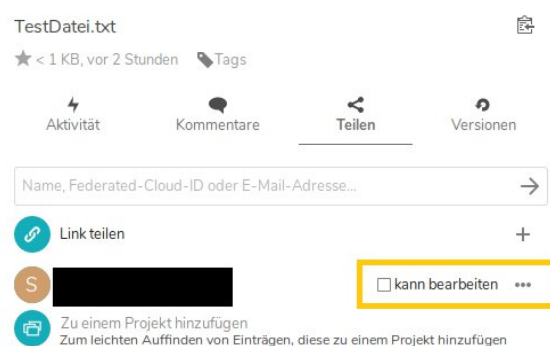 TestDatei.txt
< 1 KB, vor 2 Stunden Tags
Aktivität Kommentare Teilen Versionen
Name, Federated-Cloud-ID oder E-Mail-Adresse...
Link teilen
S kann bearbeiten
Zu einem Projekt hinzufügen
Zum leichten Auffinden von Einträgen, diese zu einem Projekt hinzufügen